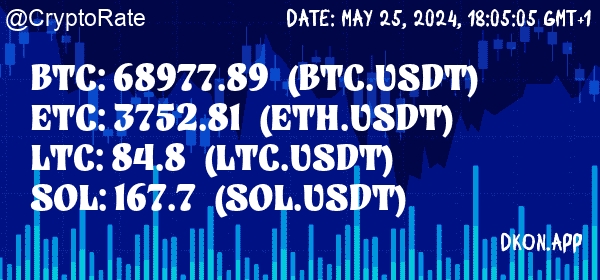 @CryptoRate
DATE: MAY 25, 2024, 18:05:05 GMT+1
BTC: 68977.89 (BTC.USDT)
ETC: 3752.81 (ETH.USDT)
LTC: 84.8 (LTC.USDT)
SOL: 167.7 (SOL.USDT)
DKON.APP